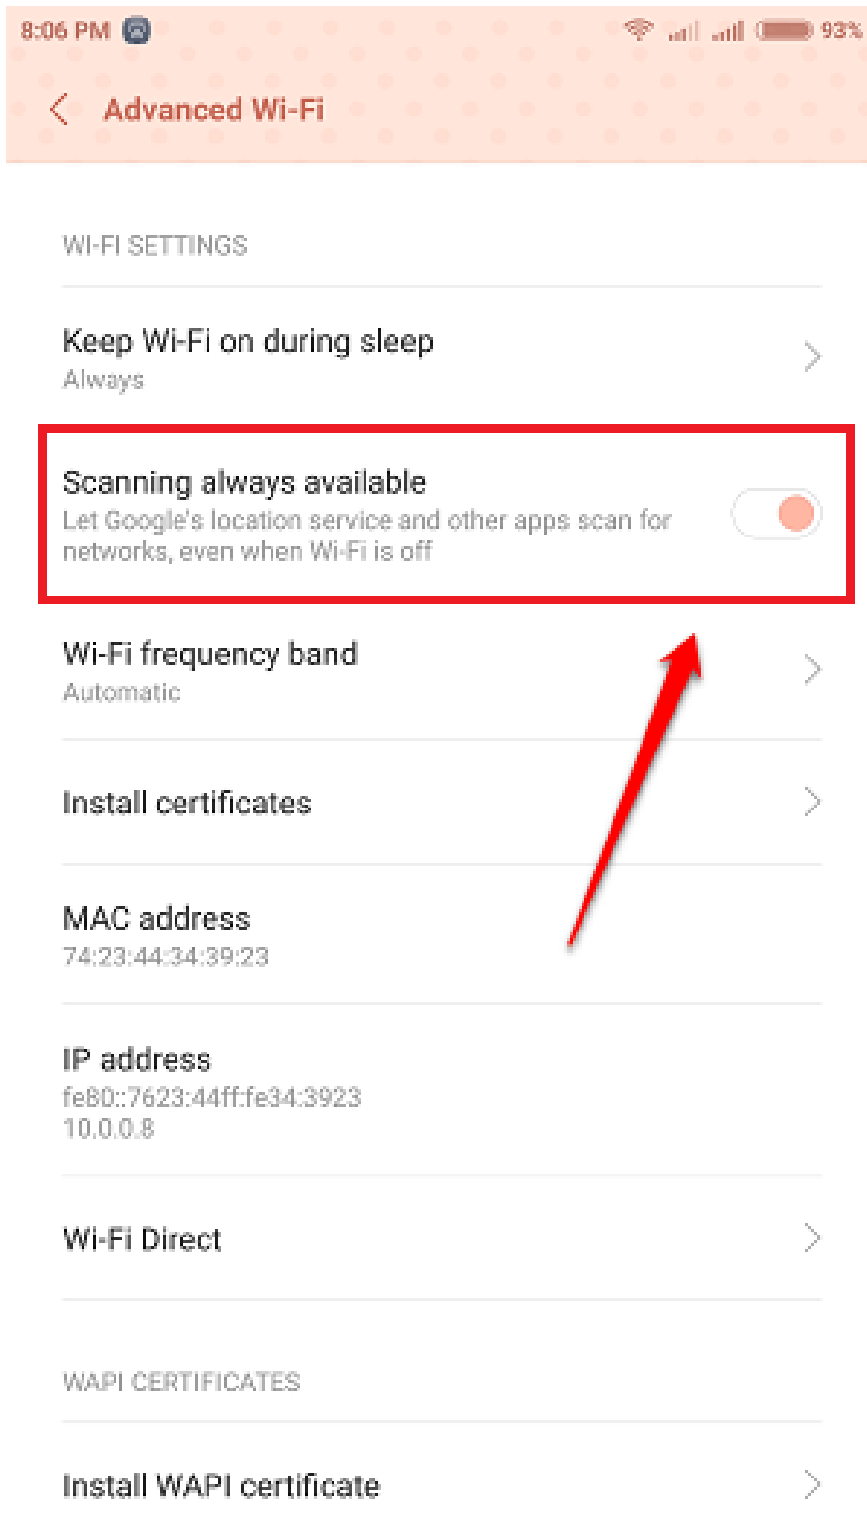 8:06 PM 93%
Advanced Wi-Fi
WI-FI SETTINGS
Keep Wi-Fi on during sleep
Always
Scanning always available
Let Google's location service and other apps scan for
networks, even when Wi-Fi is off
Wi-Fi frequency band
Automatic
Install certificates
MAC address
74:23:44:34:39:23
IP address
fe80::7623:44ff:fe34:3923
10.0.0.8
Wi-Fi Direct
WAPI CERTIFICATES
Install WAPI certificate